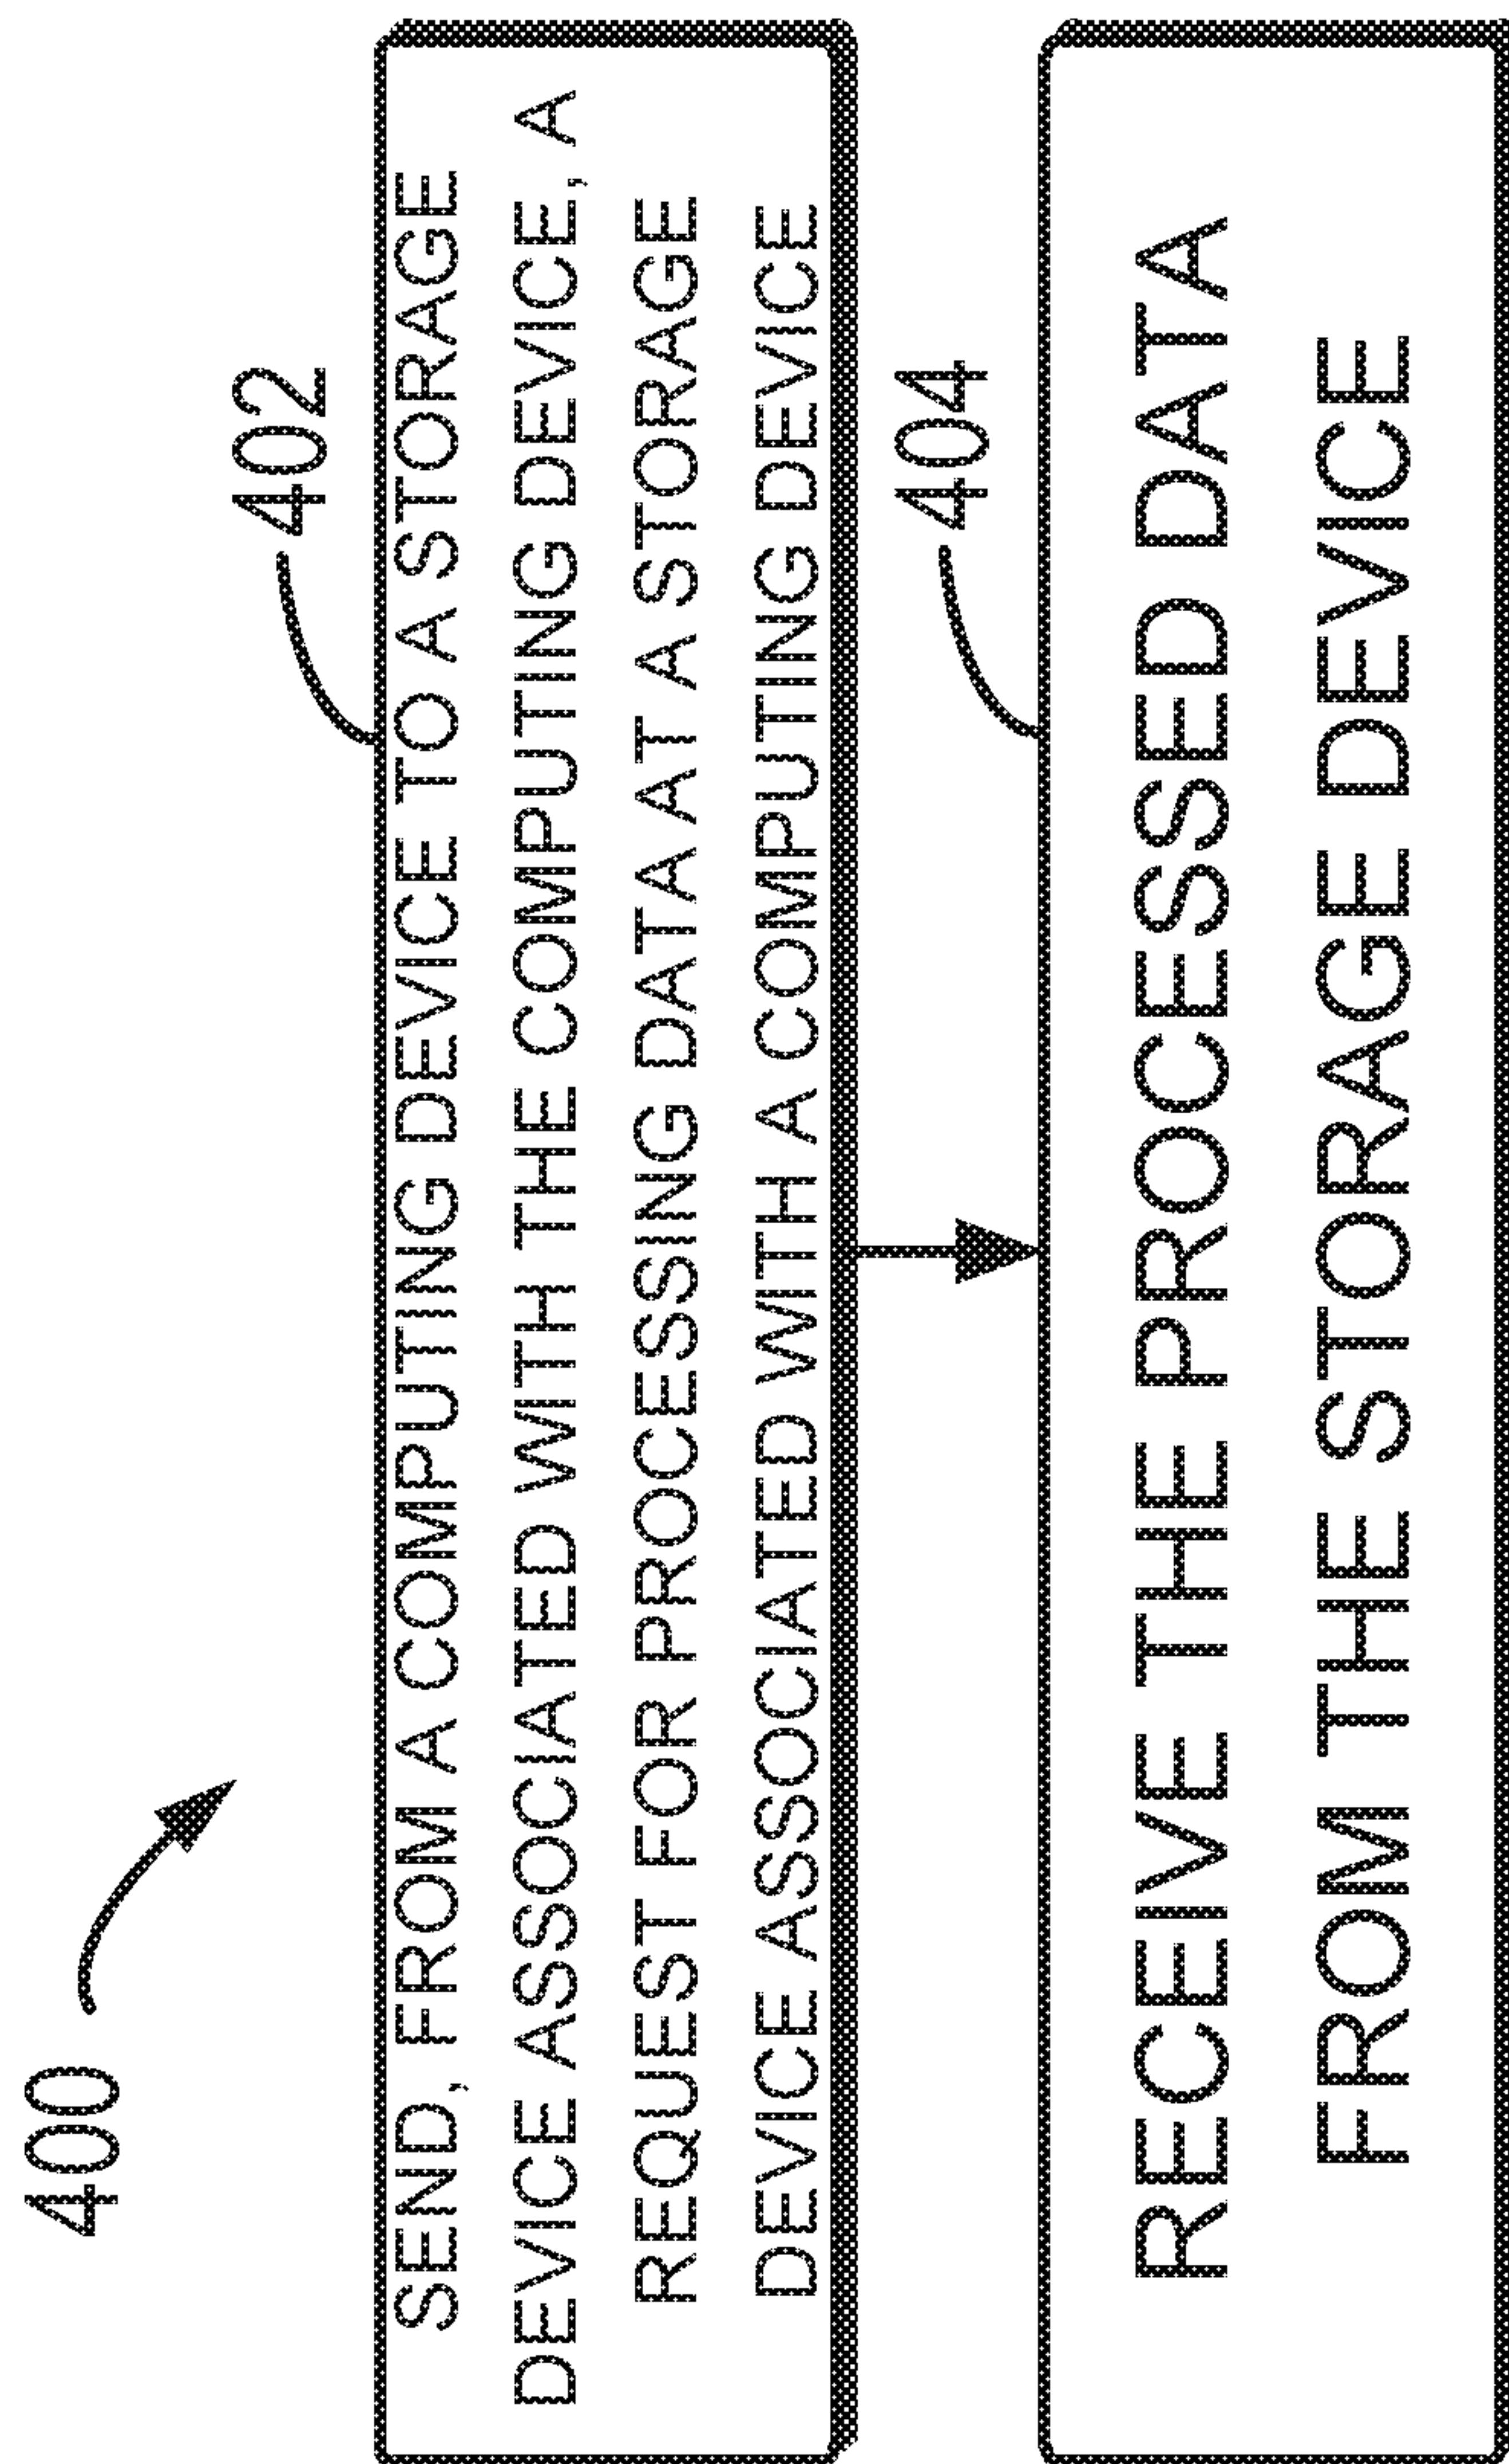 400
402
SEND, FROM A COMPUTING DEVICE TO A STORAGE
DEVICE ASSOCIATED WITH THE COMPUTING DEVICE, A
REQUEST FOR PROCESSING DATA AT A STORAGE
DEVICE ASSOCIATED WITH A COMPUTING DEVICE
404
RECEIVE THE PROCESSED DATA
FROM THE STORAGE DEVICE